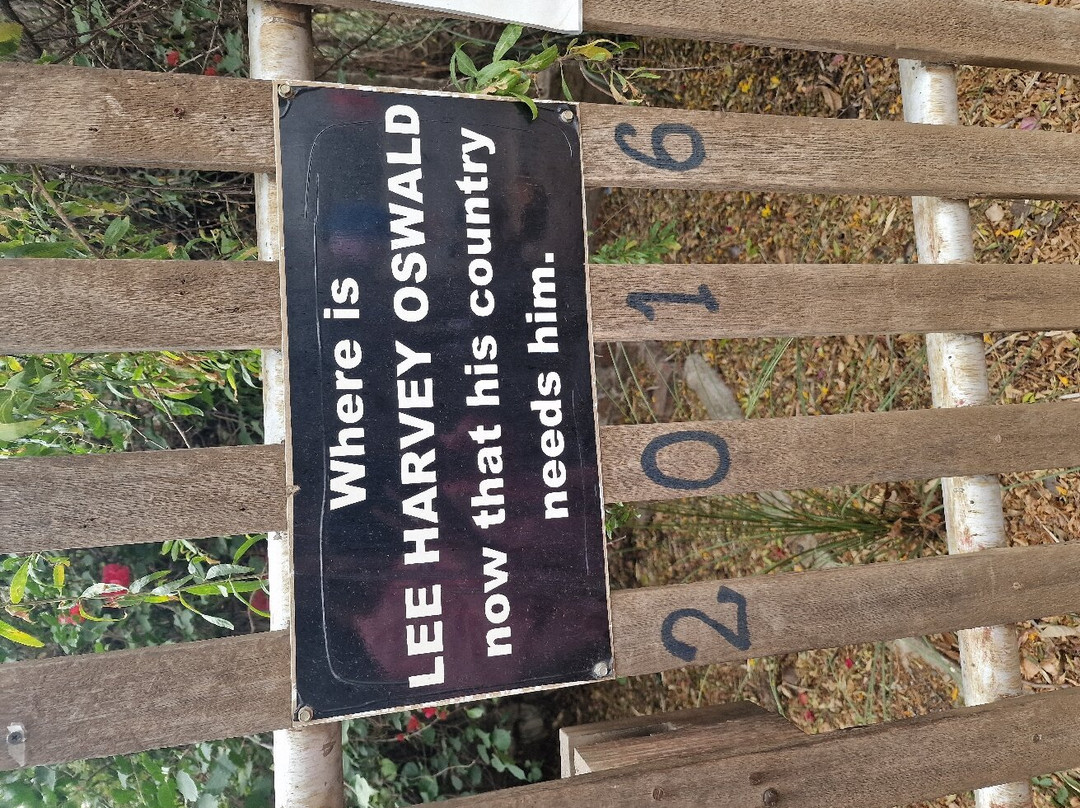 Where is
LEE HARVEY OSWALD
now that his country
needs him.
2016